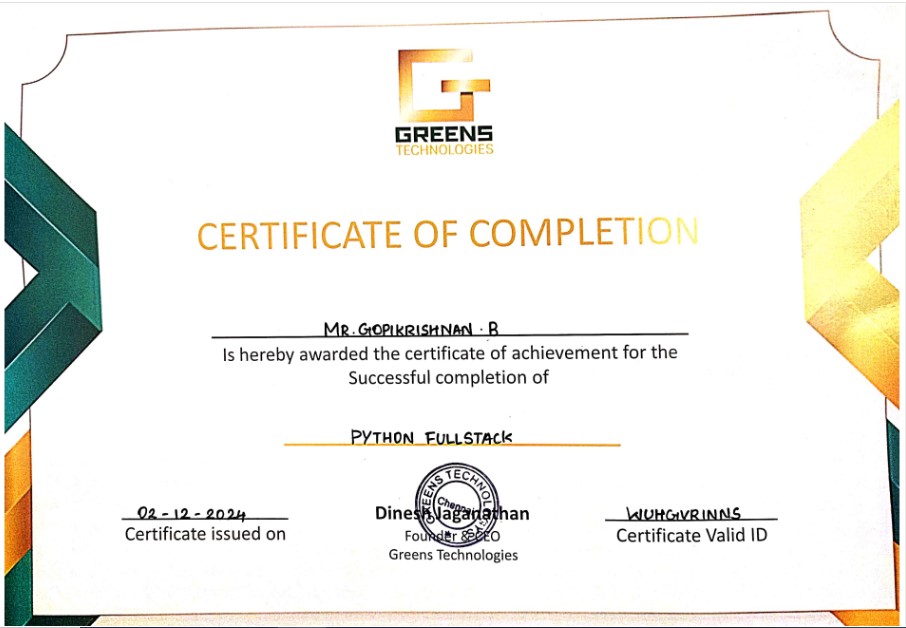 GREENS
TECHNOLOGIES
CERTIFICATE OF COMPLETION
MR. GOPIKRISHNAN . B
Is hereby awarded the certificate of achievement for the
Successful completion of
PYTHON FULLSTACK
GREENS TECHNOLOGYS
Chennai
02-12-2024
Certificate issued on
Dinesh Jaganathan
Founder & CEO
Greens Technologies
WUHGVRINNS
Certificate Valid ID